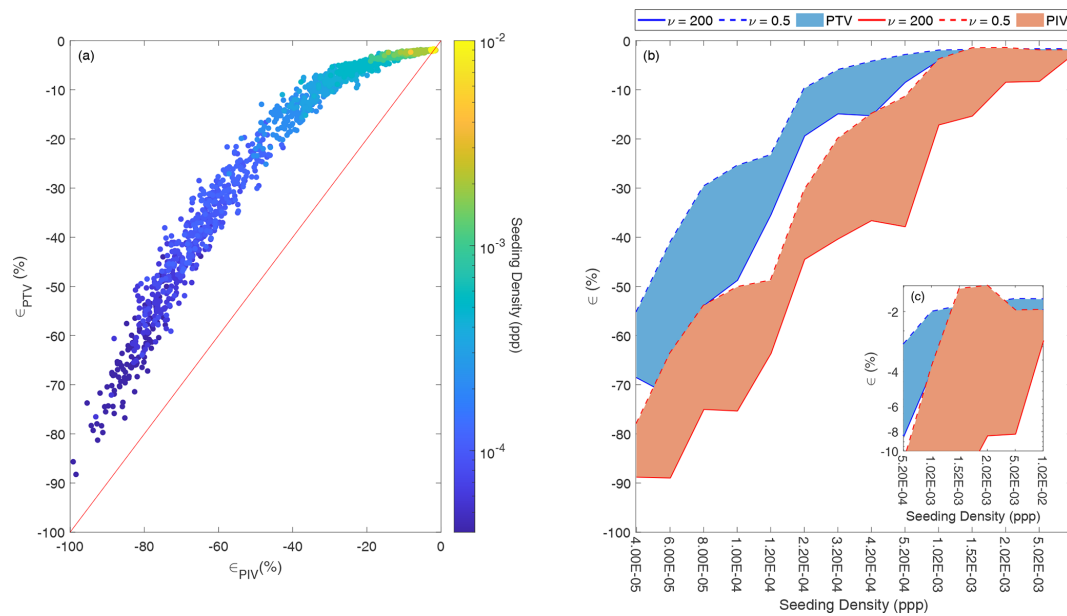 ν = 200 ν = 0.5 PTV ν = 200 ν = 0.5 PIV
(a)
0
-10
-20
-30
-40
-50
-60
-70
-80
-90
-100
∈PTV (%)
-100 -80 -60 -40 -20 0
∈PIV(%)
10-2
10-3
10-4
Seeding Density (ppp)
(b)
0
-10
-20
-30
-40
-50
-60
-70
-80
-90
-100
∈ (%)
4.00E-05
6.00E-05
8.00E-05
1.00E-04
1.20E-04
2.20E-04
3.20E-04
4.20E-04
5.20E-04
1.02E-03
1.52E-03
2.02E-03
5.02E-03
Seeding Density (ppp)
(c)
-2
-4
-6
-8
-10
∈ (%)
5.20E-04
1.02E-03
1.52E-03
2.02E-03
5.02E-03
1.02E-02
Seeding Density (ppp)